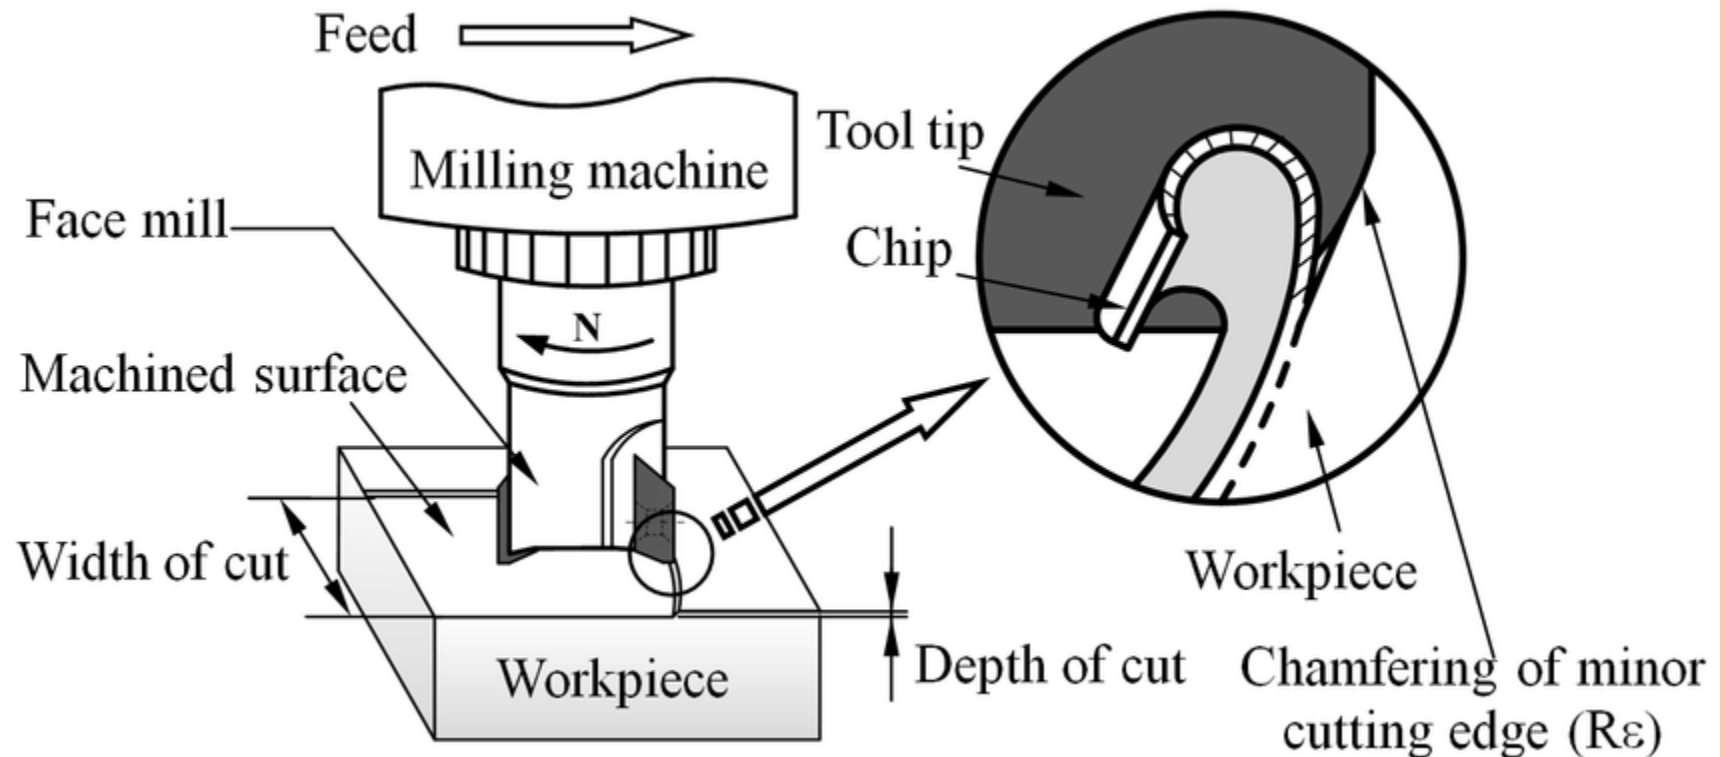 Feed
Milling machine
Tool tip
Face mill
Chip
N
Machined surface
Width of cut
Workpiece
Workpiece
Depth of cut
Chamfering of minor
cutting edge (Rε)